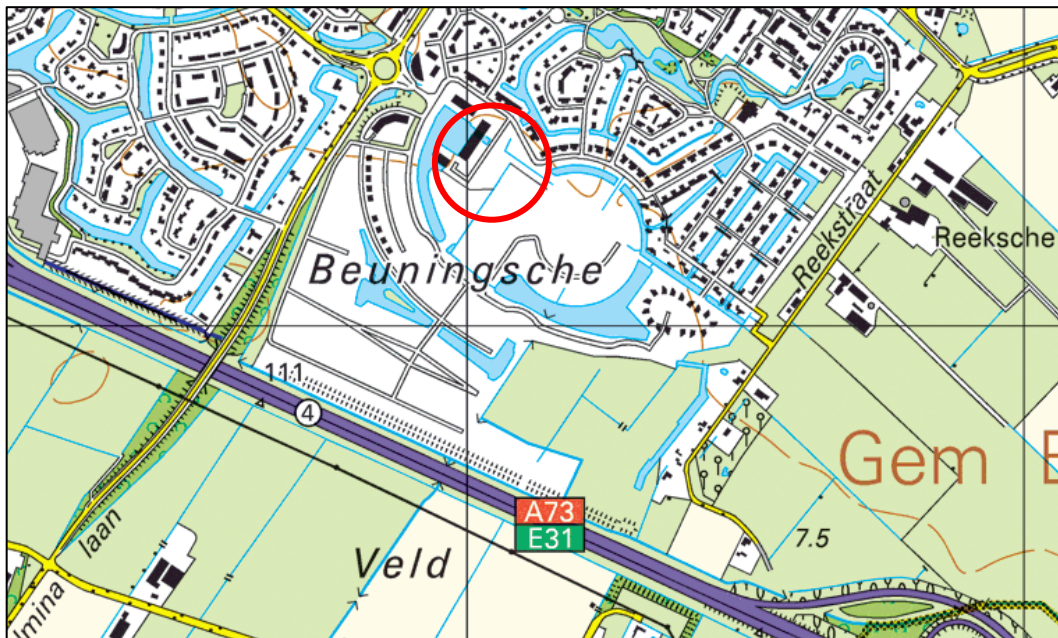 Reekstraat
Reeksche
Beuningsche
111
4
Gem
A73
E31
7.5
Veld
laan
lmina